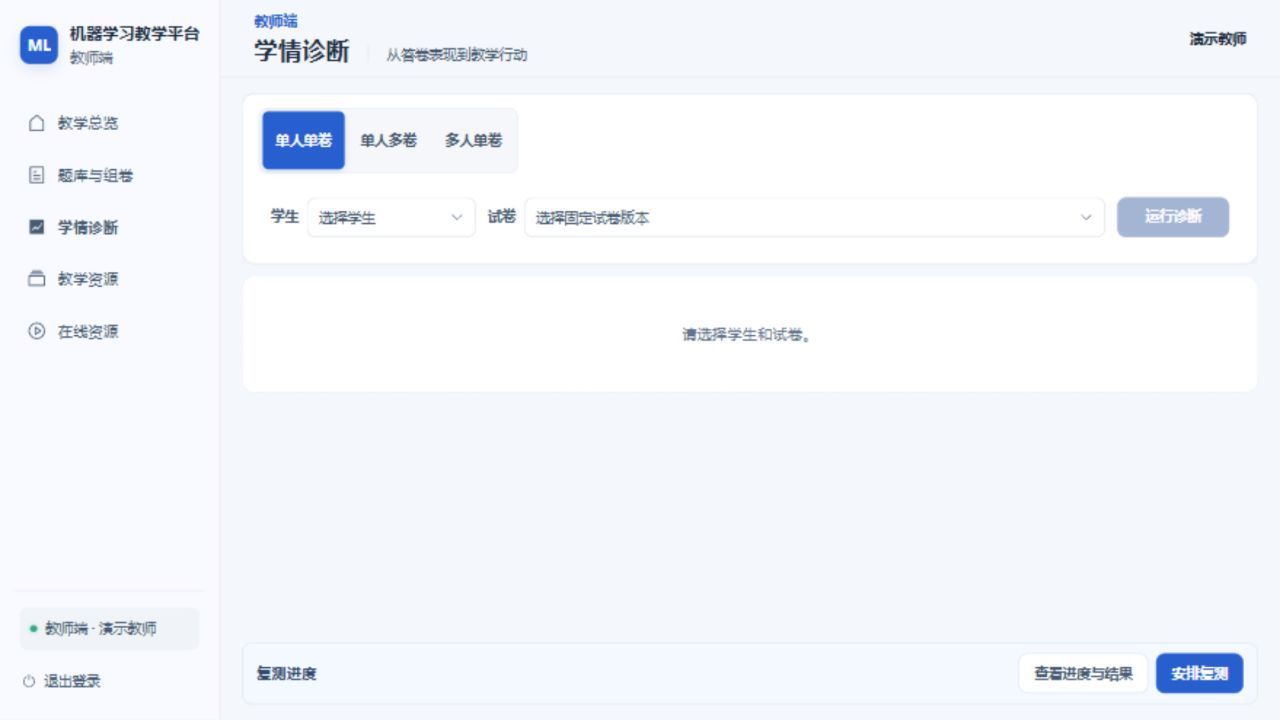 ML
机器学习教学平台
教师端
教学总览
题库与组卷
学情诊断
教学资源
在线资源
教师端 · 演示教师
退出登录
教师端
学情诊断
从答卷表现到教学行动
演示教师
单人单卷
单人多卷
多人单卷
学生
选择学生
试卷
选择固定试卷版本
运行诊断
请选择学生和试卷。
复测进度
查看进度与结果
安排复测